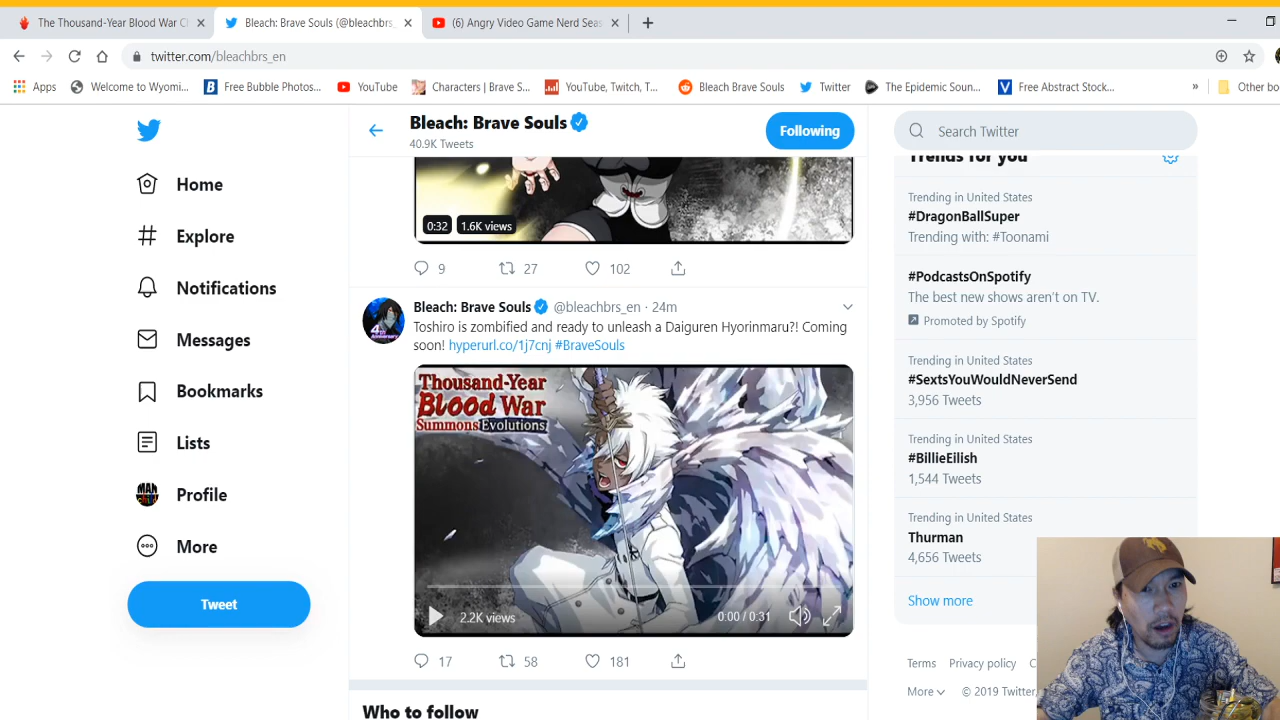 The Thousand-Year Blood War C
Bleach: Brave Souls (@bleachbrs_
(6) Angry Video Game Nerd Seas
twitter.com/bleachbrs_en
Apps
Welcome to Wyomi...
Free Bubble Photos...
YouTube
Characters | Brave S...
YouTube, Twitch, T...
Bleach Brave Souls
Twitter
The Epidemic Soun...
Free Abstract Stock...
»
Other bo
Home
Explore
Notifications
Messages
Bookmarks
Lists
Profile
More
Tweet
Bleach: Brave Souls
40.9K Tweets
Following
0:32 1.6K views
9 27 102
Bleach: Brave Souls @bleachbrs_en · 24m
Toshiro is zombified and ready to unleash a Daiguren Hyorinmaru?! Coming
soon! hyperurl.co/1j7cnj #BraveSouls
Thousand-Year
Blood War
Summons Evolutions
2.2K views 0:00 / 0:31
17 58 181
Who to follow
Search Twitter
Trends for you
Trending in United States
#DragonBallSuper
Trending with: #Toonami
#PodcastsOnSpotify
The best new shows aren't on TV.
Promoted by Spotify
Trending in United States
#SextsYouWouldNeverSend
3,956 Tweets
Trending in United States
#BillieEilish
1,544 Tweets
Trending in United States
Thurman
4,656 Tweets
Show more
Terms Privacy policy C
More © 2019 Twitter,